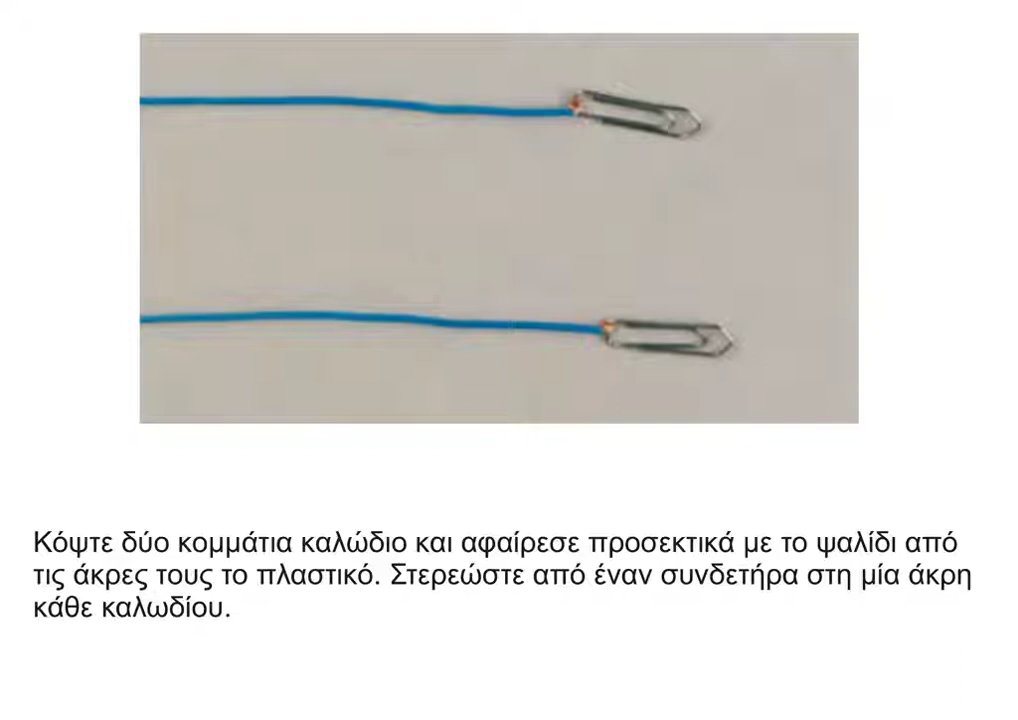 Κόψτε δύο κομμάτια καλώδιο και αφαίρεσε προσεκτικά με το ψαλίδι από
τις άκρες τους το πλαστικό. Στερεώστε από έναν συνδετήρα στη μία άκρη
κάθε καλωδίου.